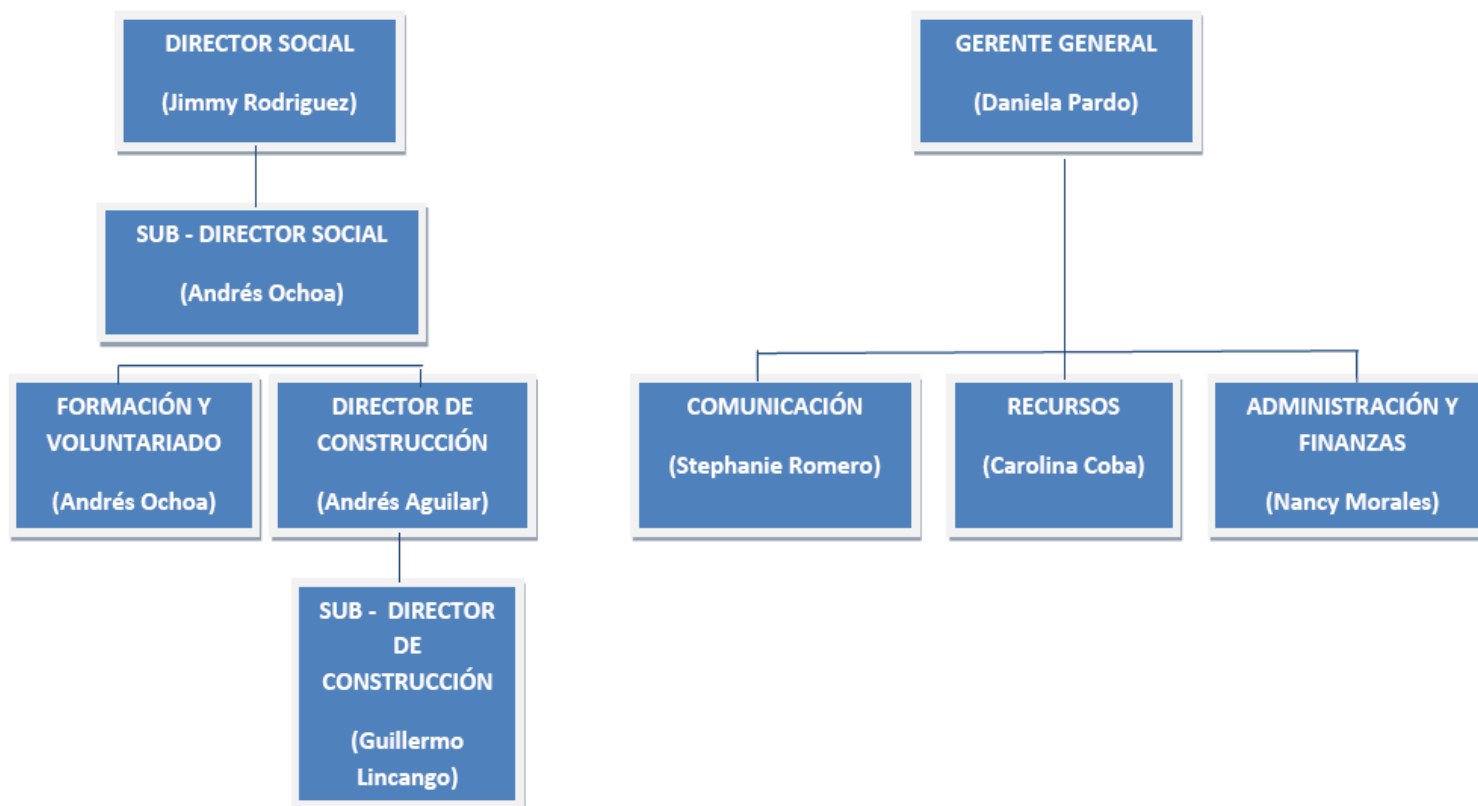 DIRECTOR SOCIAL
(Jimmy Rodriguez)
GERENTE GENERAL
(Daniela Pardo)
SUB - DIRECTOR SOCIAL
(Andrés Ochoa)
FORMACIÓN Y
VOLUNTARIADO
(Andrés Ochoa)
DIRECTOR DE
CONSTRUCCIÓN
(Andrés Aguilar)
COMUNICACIÓN
(Stephanie Romero)
RECURSOS
(Carolina Coba)
ADMINISTRACIÓN Y
FINANZAS
(Nancy Morales)
SUB - DIRECTOR
DE
CONSTRUCCIÓN
(Guillermo
Lincango)